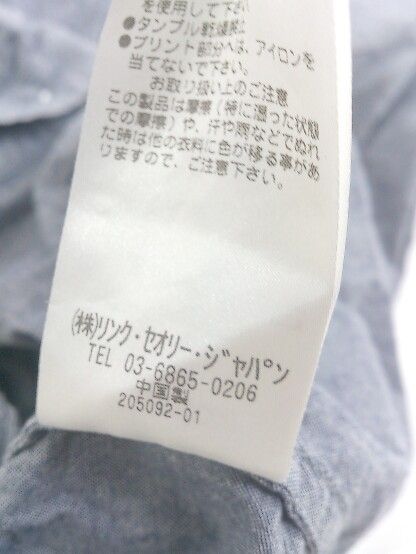 を使用して下さ
●タンブル乾燥禁止
●プリント部分へは、アイロンを
当てないで下さい。
お取り扱い上のご注意
この製品は摩擦(特に湿った状態
での摩擦)や、汗や雨などでぬれ
た時は他の衣料に色が移る事があ
りますので、ご注意下さい。
(株)リンク・セオリー・ジャパン
TEL 03-6865-0206
中国製
205092-01